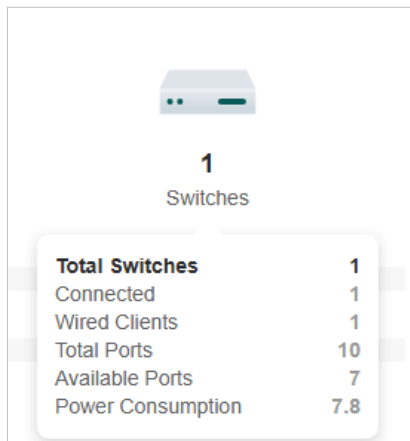 1
Switches
Total Switches 1
Connected 1
Wired Clients 1
Total Ports 10
Available Ports 7
Power Consumption 7.8